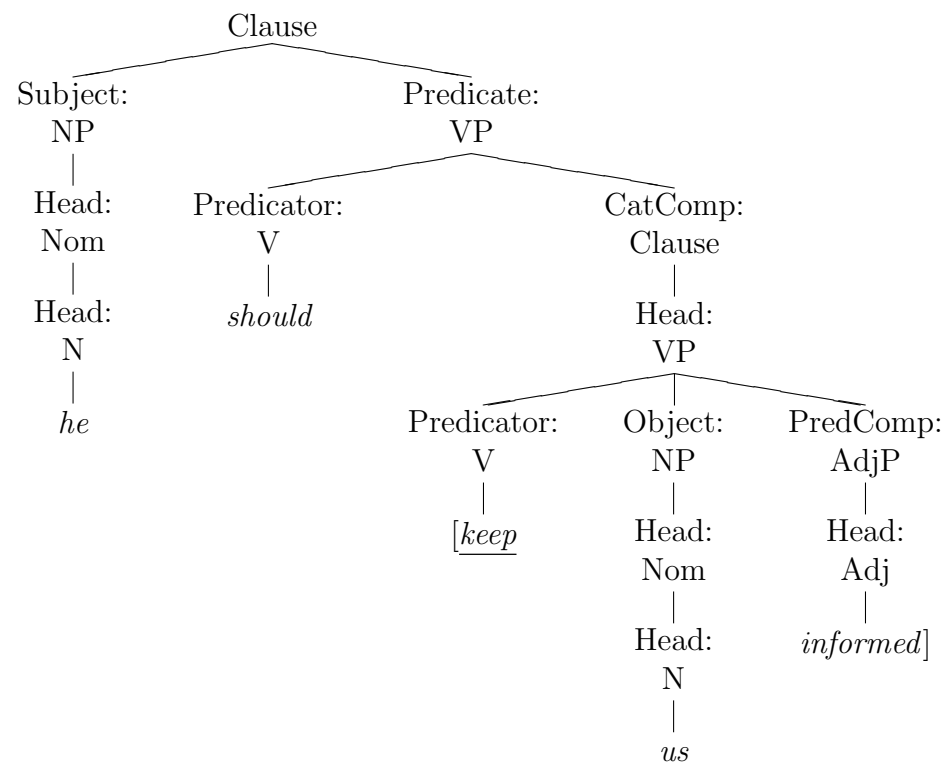 Clause
Subject: Predicate:
NP VP
Head: Predicator: CatComp:
Nom V Clause
Head: should Head:
N VP
he Predicator: Object: PredComp:
V NP AdjP
[keep Head: Head:
Nom Adj
Head: informed]
N
us